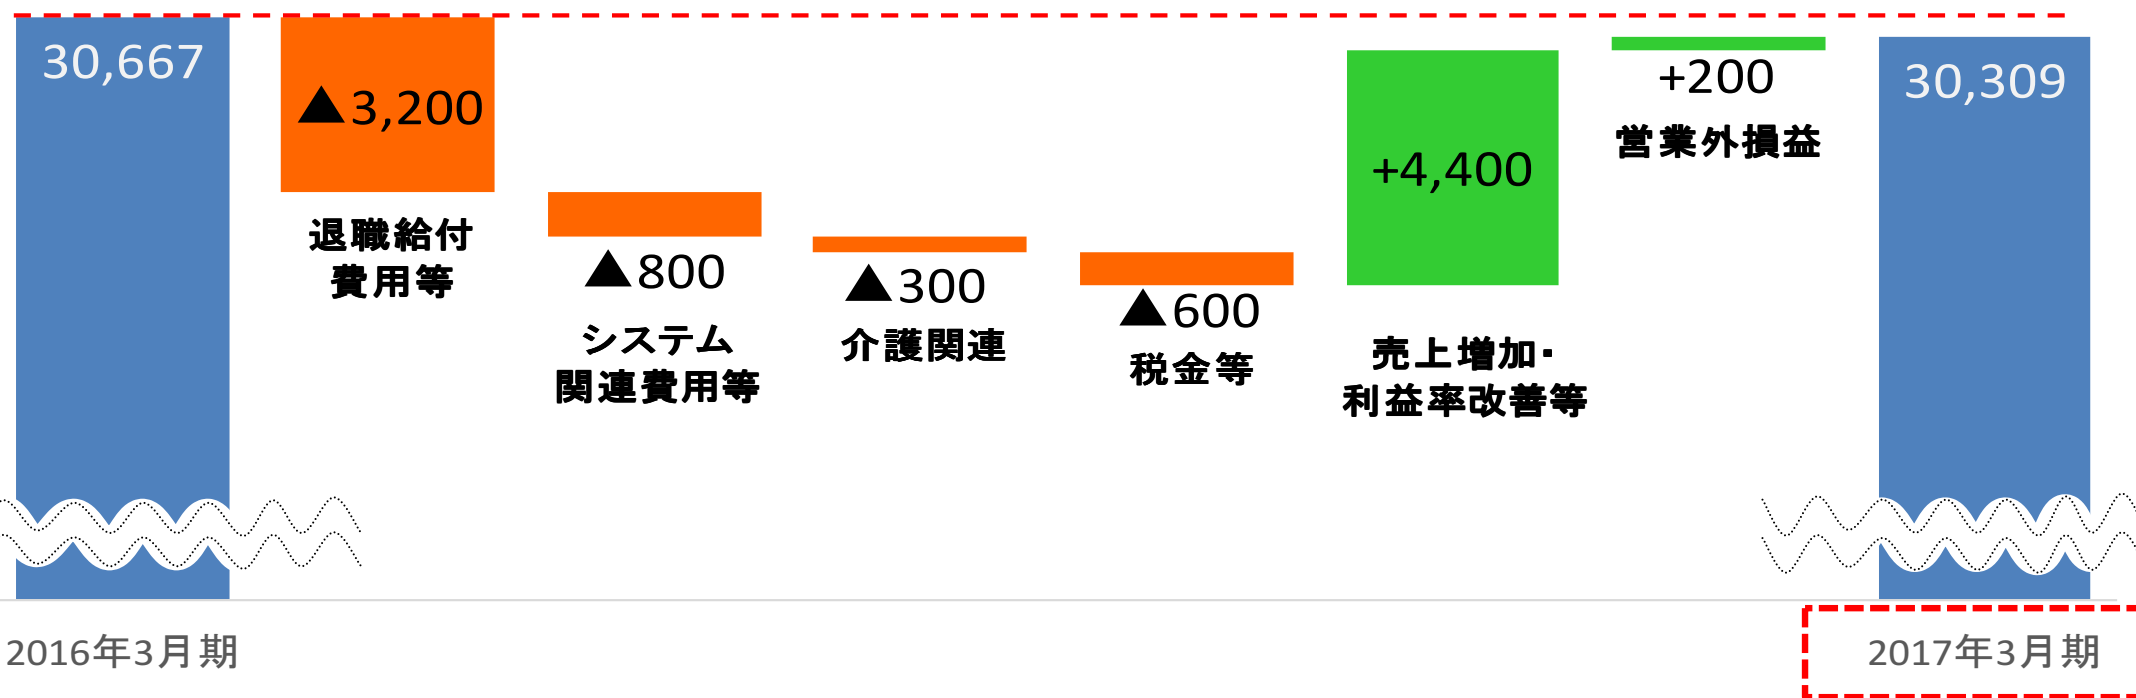 30,667
▲3,200
退職給付
費用等
▲800
システム
関連費用等
▲300
介護関連
▲600
税金等
+4,400
売上増加・
利益率改善等
+200
営業外損益
30,309
2016年3月期
2017年3月期